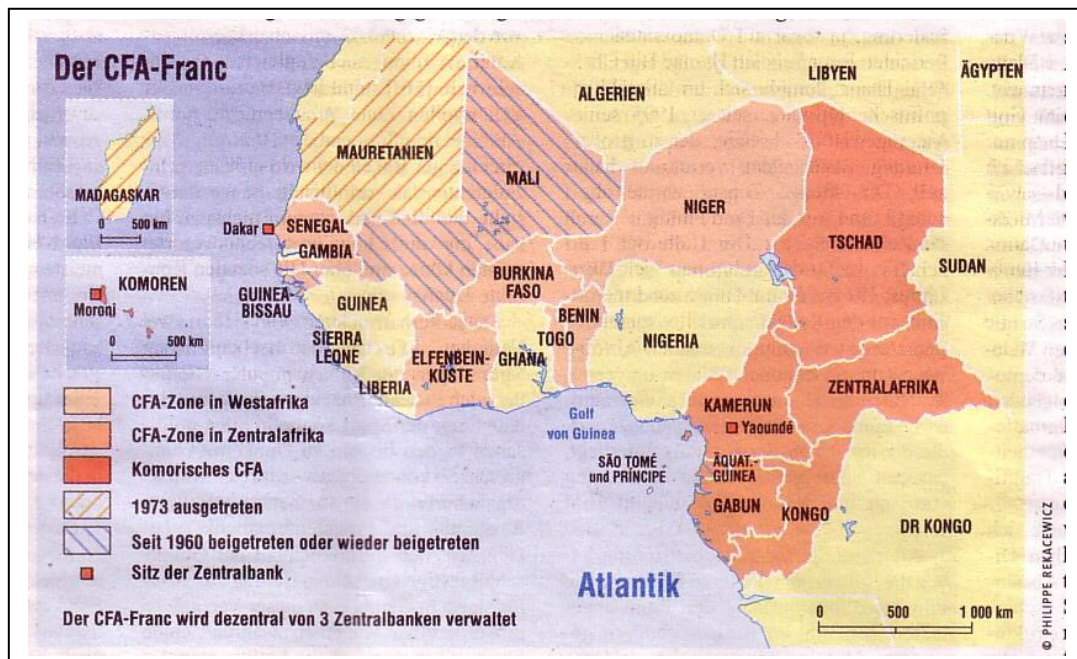 Der CFA-Franc
MADAGASKAR
0 500 km
KOMOREN
Moroni
0 500 km
ALGERIEN
LIBYEN
ÄGYPTEN
MAURETANIEN
MALI
NIGER
TSCHAD
SUDAN
Dakar
SENEGAL
GAMBIA
GUINEA-
BISSAU
GUINEA
BURKINA
FASO
BENIN
TOGO
NIGERIA
SIERRA
LEONE
ELFENBEIN-
KÜSTE
GHANA
LIBERIA
ZENTRALAFRIKA
KAMERUN
Yaoundé
Golf
von Guinea
SÃO TOMÉ
und PRÍNCIPE
ÄQUAT.-
GUINEA
GABUN
KONGO
DR KONGO
Atlantik
0 500 1 000 km
CFA-Zone in Westafrika
CFA-Zone in Zentralafrika
Komorisches CFA
1973 ausgetreten
Seit 1960 beigetreten oder wieder beigetreten
Sitz der Zentralbank
Der CFA-Franc wird dezentral von 3 Zentralbanken verwaltet
© PHILIPPE REKACEWICZ